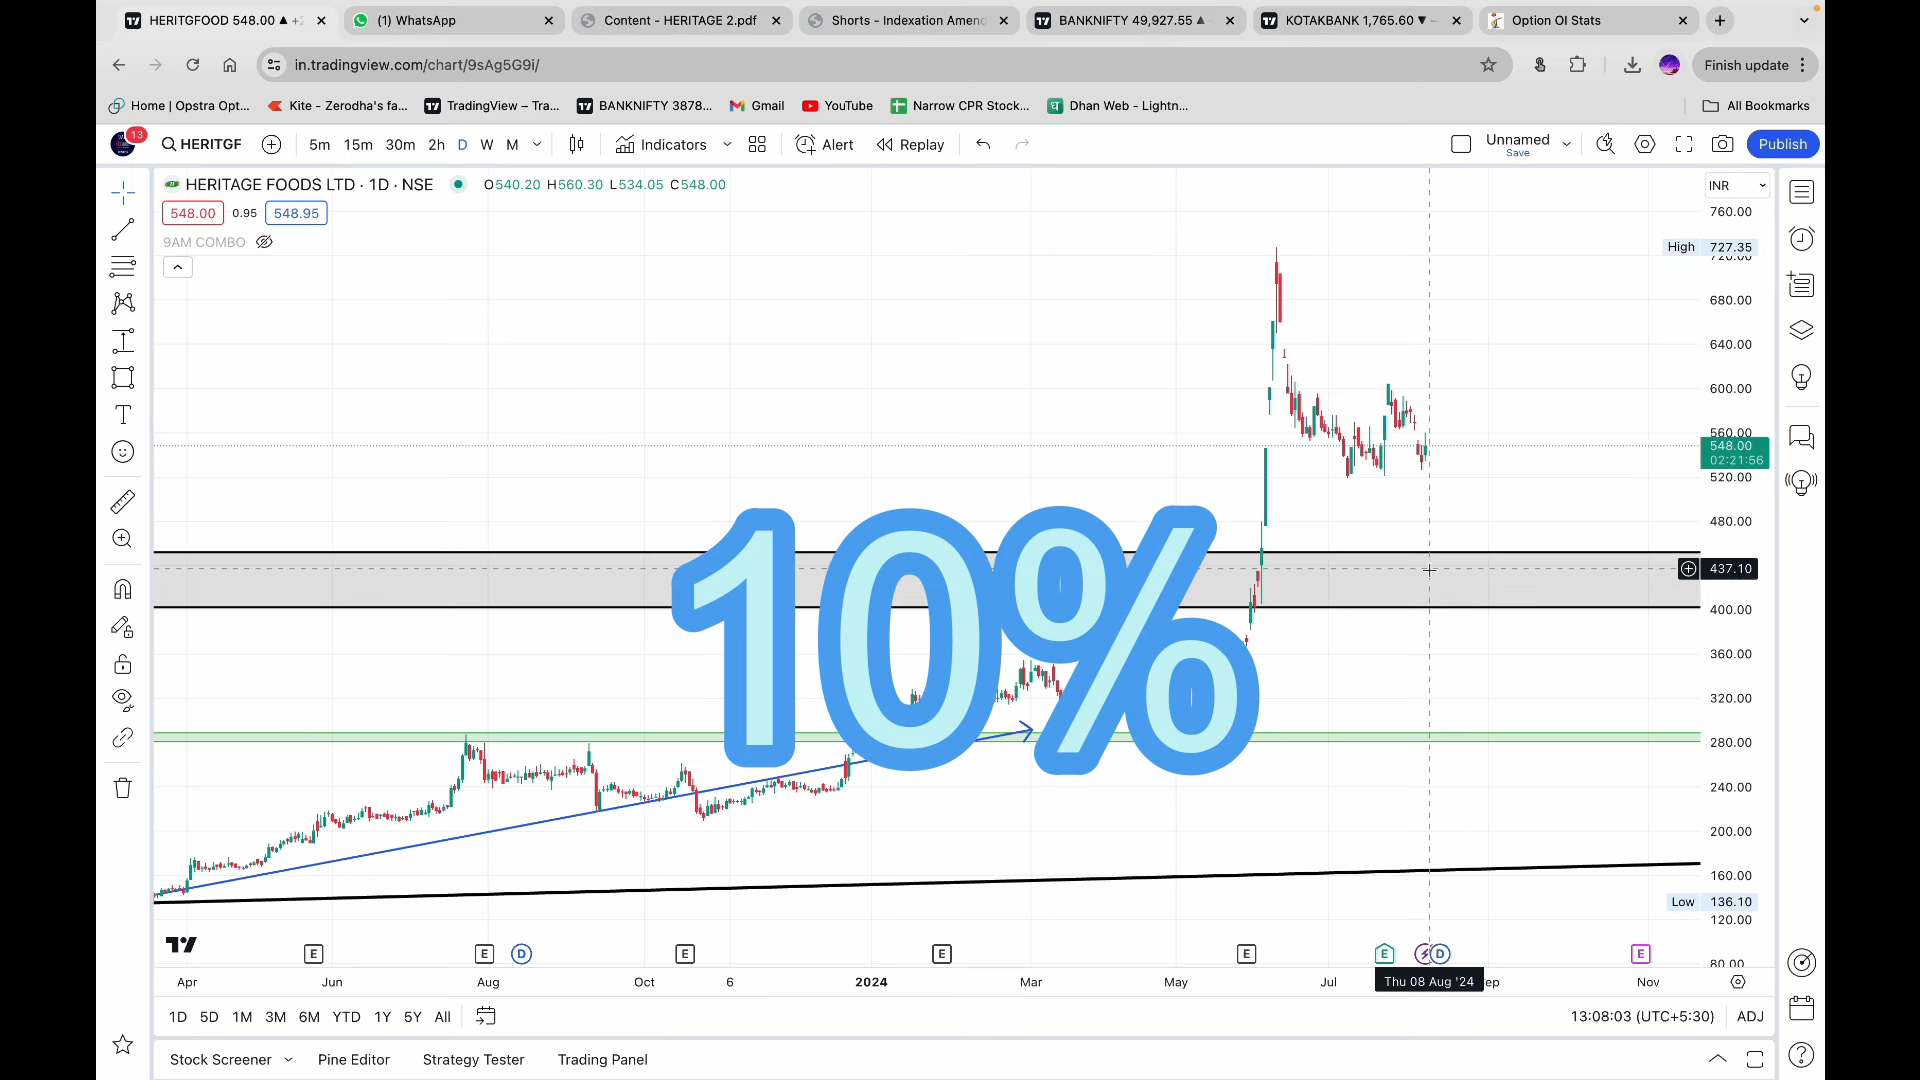 HERITGFOOD 548.00 ▲ +2
(1) WhatsApp
Content - HERITAGE 2.pdf
Shorts - Indexation Amend
BANKNIFTY 49,927.55 ▲
KOTAKBANK 1,765.60 ▼ -
Option OI Stats
in.tradingview.com/chart/9sAg5G9i/
Finish update
Home | Opstra Opt...
Kite - Zerodha's fa...
TradingView – Tra...
BANKNIFTY 3878...
Gmail
YouTube
Narrow CPR Stock...
Dhan Web - Lightn...
All Bookmarks
13
HERITGF
5m 15m 30m 2h D W M
Indicators
Alert
Replay
Unnamed
Save
Publish
HERITAGE FOODS LTD · 1D · NSE
O540.20 H560.30 L534.05 C548.00
INR
548.00 0.95 548.95
9AM COMBO
760.00
High 727.35
720.00
680.00
640.00
600.00
560.00
548.00
02:21:56
520.00
480.00
437.10
400.00
360.00
320.00
280.00
240.00
200.00
160.00
Low 136.10
120.00
80.00
10%
E E D E E E E D E
Apr Jun Aug Oct 6 2024 Mar May Jul Thu 08 Aug '24 ep Nov
1D 5D 1M 3M 6M YTD 1Y 5Y All
13:08:03 (UTC+5:30) ADJ
Stock Screener Pine Editor Strategy Tester Trading Panel